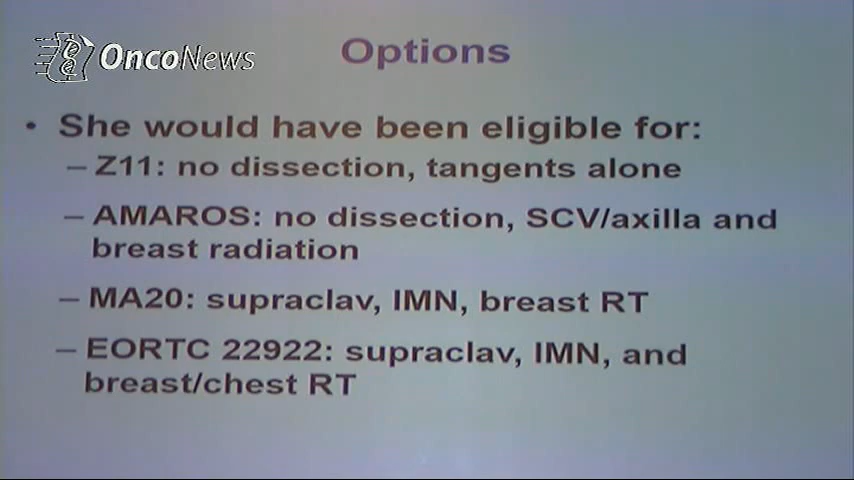 OncoNews
Options
• She would have been eligible for:
– Z11: no dissection, tangents alone
– AMAROS: no dissection, SCV/axilla and
breast radiation
– MA20: supraclav, IMN, breast RT
– EORTC 22922: supraclav, IMN, and
breast/chest RT